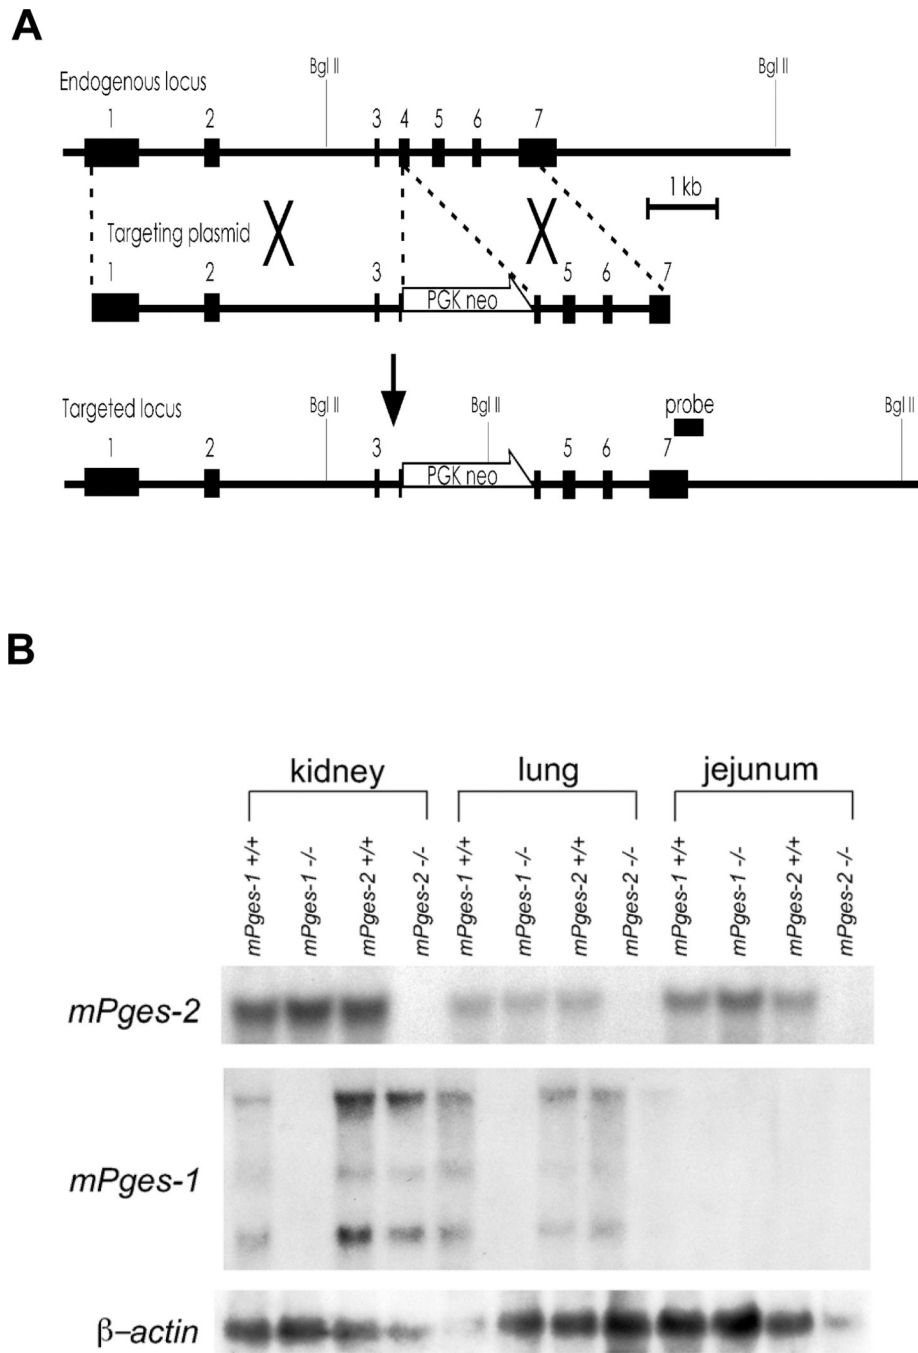 A
Endogenous locus
Bgl II
Bgl II
1 2 3 4 5 6 7
1 kb
Targeting plasmid
1 2 3 5 6 7
PGK neo
Targeted locus
Bgl II
Bgl II
probe
Bgl II
1 2 3 5 6 7
PGK neo
B
kidney lung jejunum
mPges-1 +/+
mPges-1 -/-
mPges-2 +/+
mPges-2 -/-
mPges-1 +/+
mPges-1 -/-
mPges-2 +/+
mPges-2 -/-
mPges-1 +/+
mPges-1 -/-
mPges-2 +/+
mPges-2 -/-
mPges-2
mPges-1
β-actin